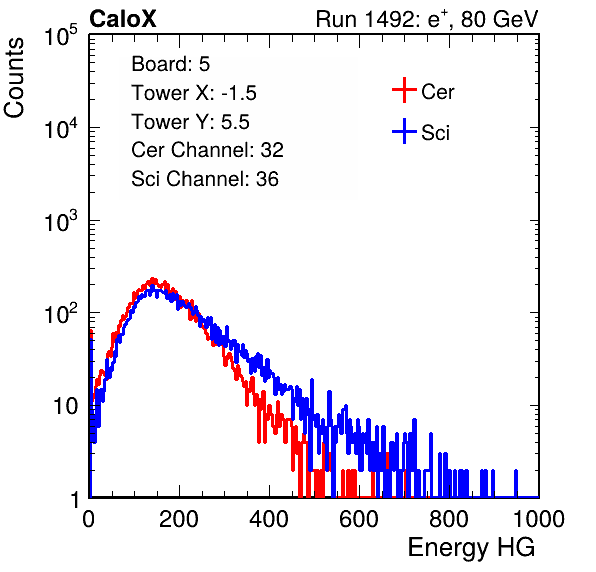 CaloX Run 1492: e⁺, 80 GeV
Board: 5
Tower X: -1.5
Tower Y: 5.5
Cer Channel: 32
Sci Channel: 36
Cer
Sci
Counts
10⁵
10⁴
10³
10²
10
1
0 200 400 600 800 1000
Energy HG